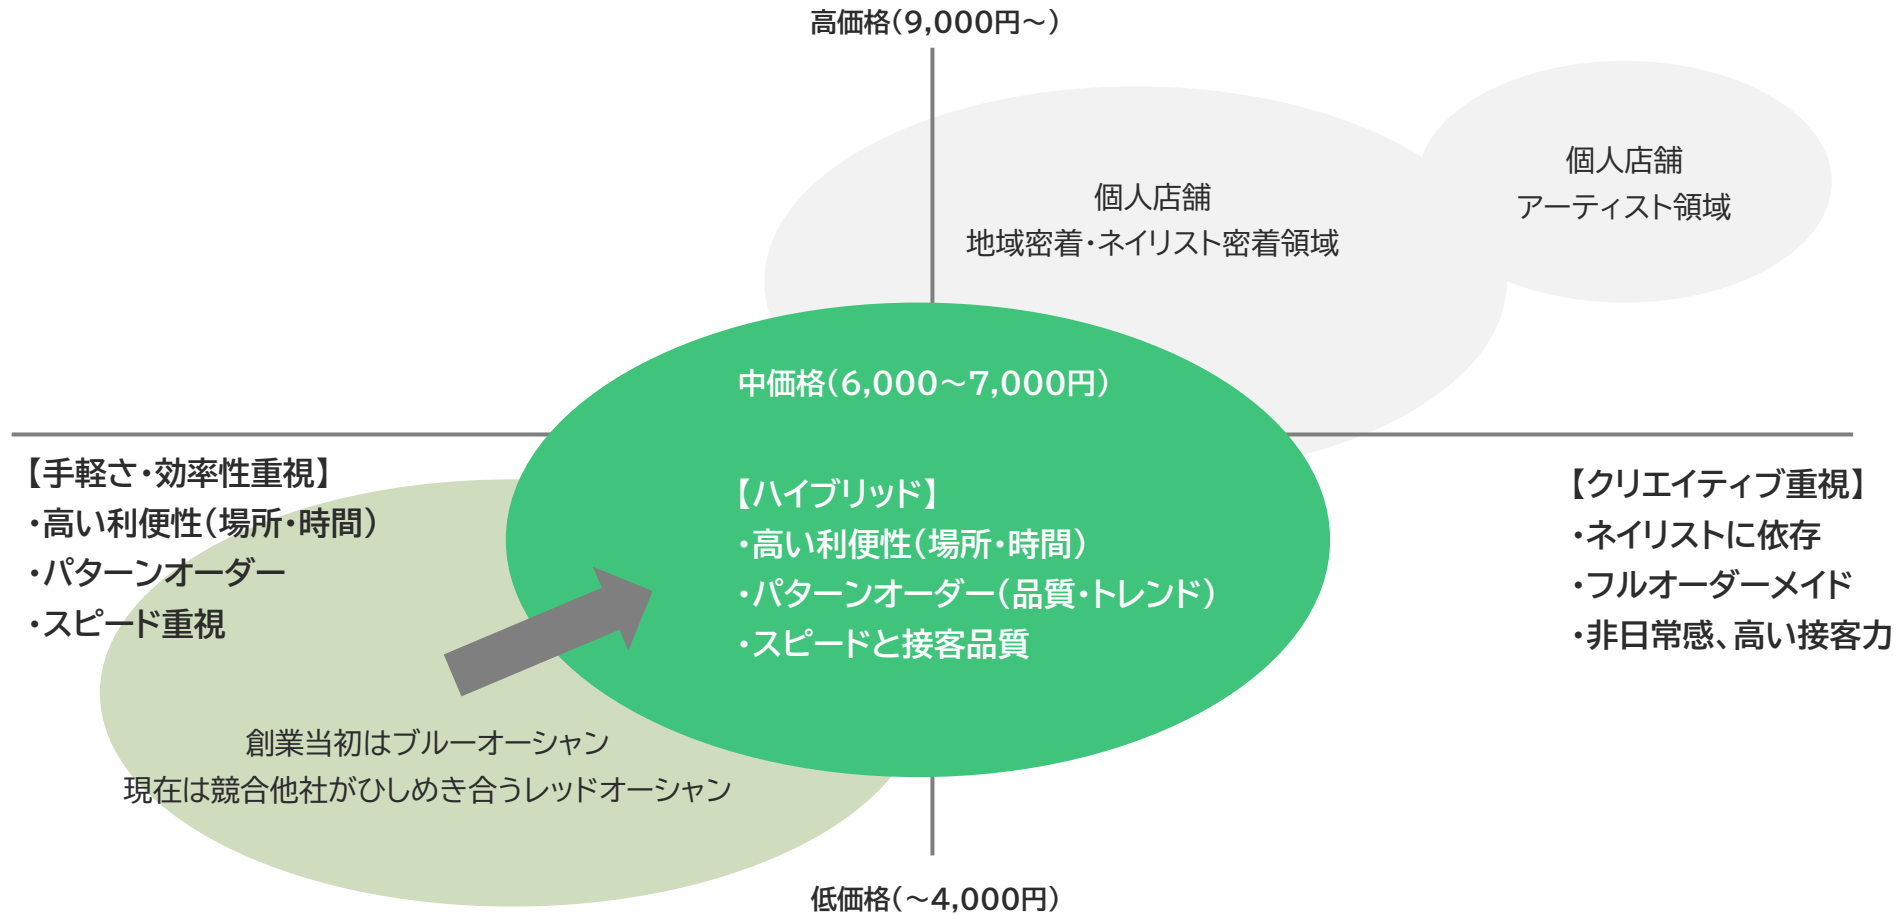 高価格（9,000円～）
個人店舗
地域密着・ネイリスト密着領域
個人店舗
アーティスト領域
中価格（6,000～7,000円）
【手軽さ・効率性重視】
・高い利便性（場所・時間）
・パターンオーダー
・スピード重視
【ハイブリッド】
・高い利便性（場所・時間）
・パターンオーダー（品質・トレンド）
・スピードと接客品質
【クリエイティブ重視】
・ネイリストに依存
・フルオーダーメイド
・非日常感、高い接客力
創業当初はブルーオーシャン
現在は競合他社がひしめき合うレッドオーシャン
低価格（～4,000円）